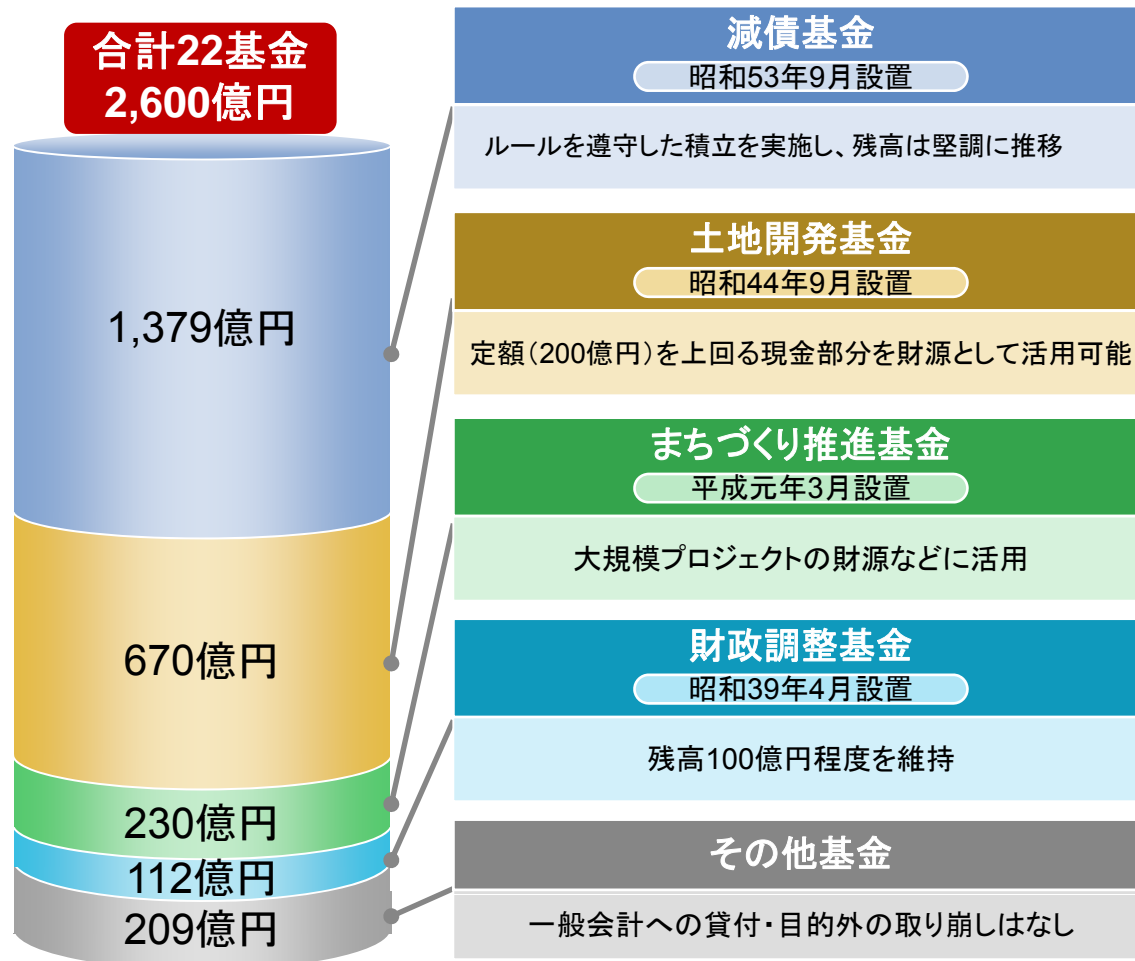 合計22基金
2,600億円
1,379億円
670億円
230億円
112億円
209億円
減債基金
昭和53年9月設置
ルールを遵守した積立を実施し、残高は堅調に推移
土地開発基金
昭和44年9月設置
定額（200億円）を上回る現金部分を財源として活用可能
まちづくり推進基金
平成元年3月設置
大規模プロジェクトの財源などに活用
財政調整基金
昭和39年4月設置
残高100億円程度を維持
その他基金
一般会計への貸付・目的外の取り崩しはなし